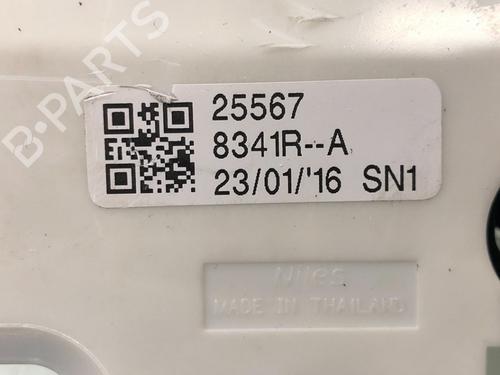 B-PARTS
25567
8341R--A
23/01/'16 SN1
Niles
MADE IN THAILAND